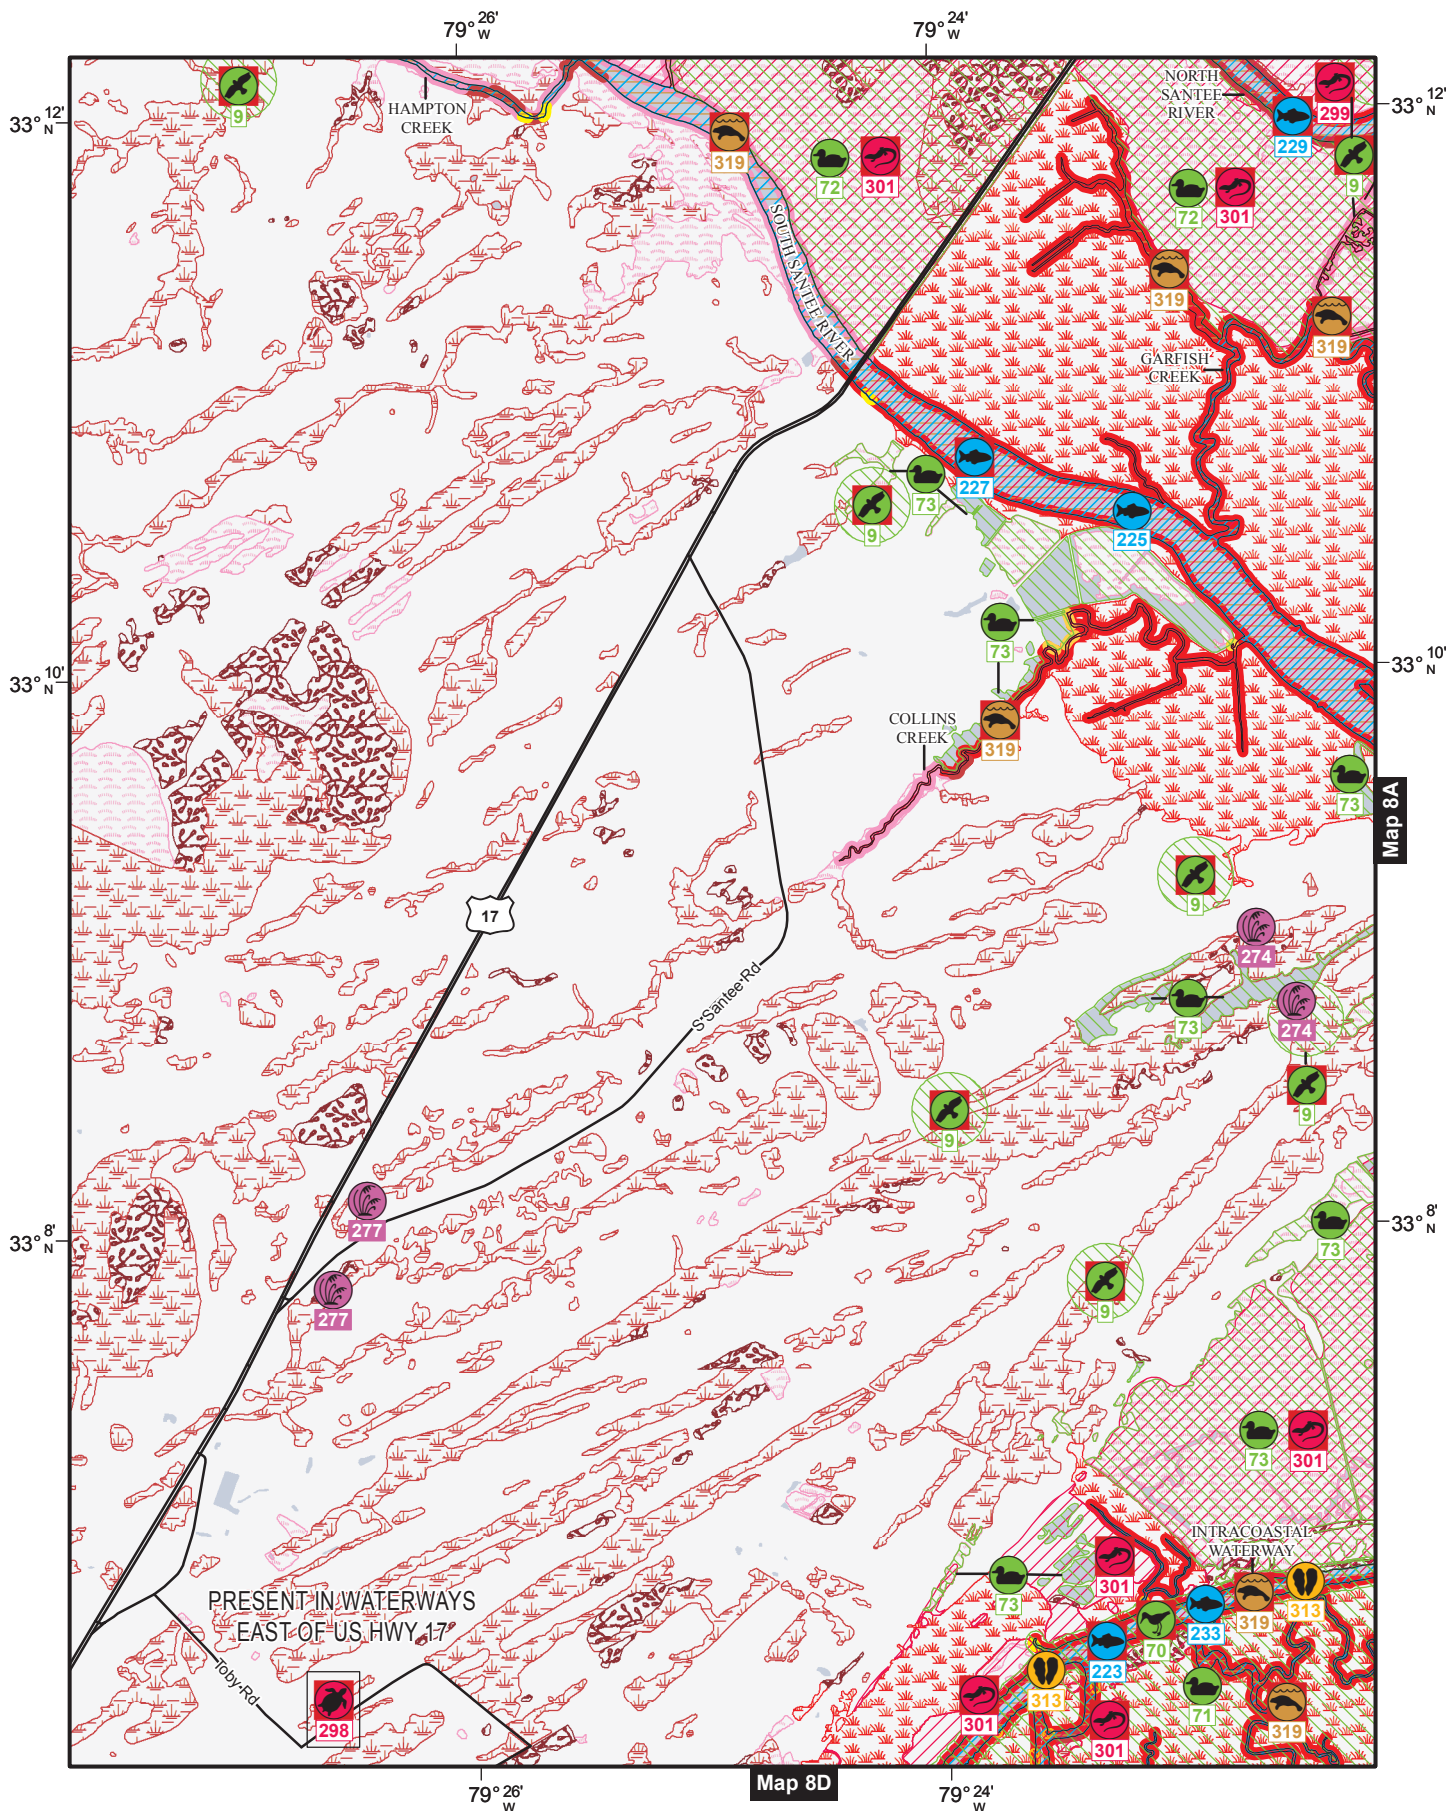 79° 26' W
79° 24' W
33° 12' N
33° 12' N
HAMPTON
CREEK
NORTH
SANTEE
RIVER
9
319
72
301
299
229
9
72
301
SOUTH SANTEE RIVER
319
319
GARFISH
CREEK
227
73
9
225
73
33° 10' N
33° 10' N
COLLINS
CREEK
319
73
Map 8A
9
17
274
73
274
S Santee Rd
9
9
277
33° 8' N
33° 8' N
73
277
9
73
301
INTRACOASTAL
WATERWAY
301
73
PRESENT IN WATERWAYS
EAST OF US HWY 17
319
313
233
70
223
Toby Rd
298
313
301
71
319
301
79° 26' W
Map 8D
79° 24' W